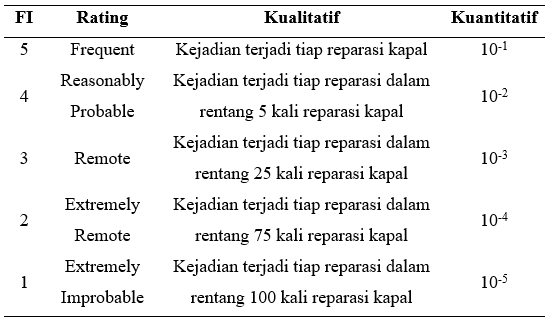 FI Rating Kualitatif Kuantitatif
5 Frequent Kejadian terjadi tiap reparasi kapal 10⁻¹
4 Reasonably Probable Kejadian terjadi tiap reparasi dalam rentang 5 kali reparasi kapal 10⁻²
3 Remote Kejadian terjadi tiap reparasi dalam rentang 25 kali reparasi kapal 10⁻³
2 Extremely Remote Kejadian terjadi tiap reparasi dalam rentang 75 kali reparasi kapal 10⁻⁴
1 Extremely Improbable Kejadian terjadi tiap reparasi dalam rentang 100 kali reparasi kapal 10⁻⁵